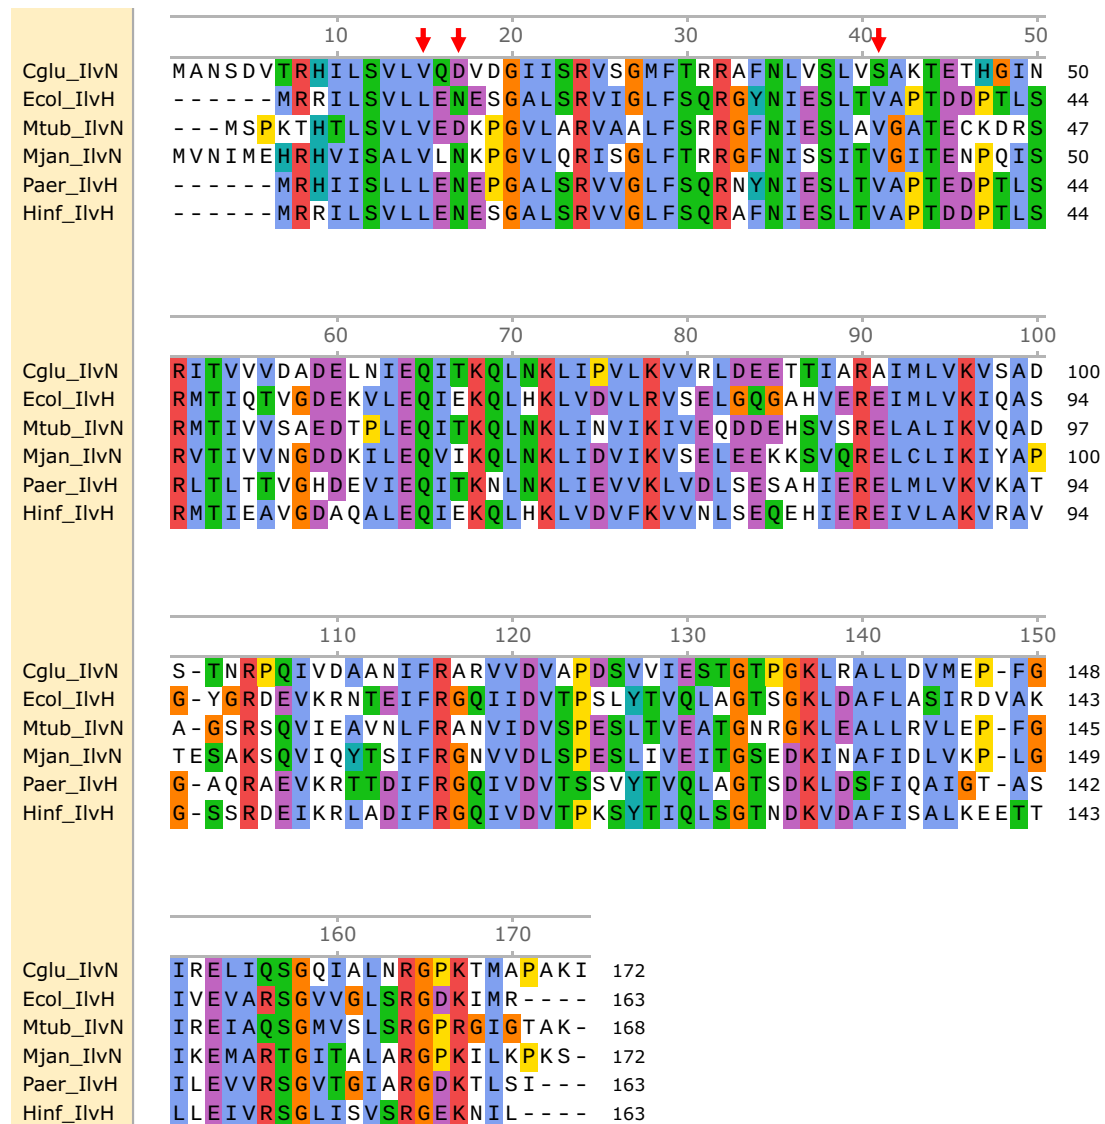 10 20 30 40 50
Cglu_IlvN MANSDVTRHILSVLVQDVDGIISRVSGMFTRRAFNLVSLVSAKTETHGIN 50
Ecol_IlvH ------MRRILSVLLENESGALSRVIGLFSQRGYNIESLTVAPTDDPTLS 44
Mtub_IlvN ---MSPKTHTLSVLVEDKPGVLARVAALFSRRGFNIESLAVGATECKDRS 47
Mjan_IlvN MVNIMEHRHVISALVLNKPGVLQRISGLFTRRGFNISSITVGITENPQIS 50
Paer_IlvH ------MRHIISLLLENEPGALSRVVGLFSQRNYNIESLTVAPTEDPTLS 44
Hinf_IlvH ------MRRILSVLLENESGALSRVVGLFSQRAFNIESLTVAPTDDPTLS 44
60 70 80 90 100
Cglu_IlvN RITVVVDADELNIEQITKQLNKLIPVLKVVRLDEETTIARAIMLVKVSAD 100
Ecol_IlvH RMTIQTVGDEKVLEQIEKQLHKLVDVLRVSELGQGAHVEREIMLVKIQAS 94
Mtub_IlvN RMTIVVSAEDTPLEQITKQLNKLINVIKIVEQDDEHSVSRELALIKVQAD 97
Mjan_IlvN RVTIVVNGDDKILEQVIKQLNKLIDVIKVSELEEKKSVQRELCLIKIYAP 100
Paer_IlvH RLTLTTVGHDEVIEQITKNLNKLIEVVKLVDLSESAHIERELMLVKVKAT 94
Hinf_IlvH RMTIEAVGDAQALEQIEKQLHKLVDVFKVVNLSEQEHIEREIVLAKVRAV 94
110 120 130 140 150
Cglu_IlvN S-TNRPQIVDAANIFRARVVDVAPDSVVIESTGTPGKLRALLDVMEP-FG 148
Ecol_IlvH G-YGRDEVKRNTEIFRGQIIDVTPSLYTVQLAGTSGKLDAFLASIRDVAK 143
Mtub_IlvN A-GSRSQVIEAVNLFRANVIDVSPESLTVEATGNRGKLEALLRVLEP-FG 145
Mjan_IlvN TESAKSQVIQYTSIFRGNVVDLSPESLIVEITGSEDKINAFIDLVKP-LG 149
Paer_IlvH G-AQRAEVKRTTDIFRGQIVDVTSSVYTVQLAGTSDKLDSFIQAIGT-AS 142
Hinf_IlvH G-SSRDEIKRLADIFRGQIVDVTPKSYTIQLSGTNDKVDAFISALKEETT 143
160 170
Cglu_IlvN IRELIQSGQIALNRGPKTMAPAKI 172
Ecol_IlvH IVEVARSGVVGLSRGDKIMR---- 163
Mtub_IlvN IREIAQSGMVSLSRGPRGIGTAK- 168
Mjan_IlvN IKEMARTGITALARGPKILKPKS- 172
Paer_IlvH ILEVVRSGVTGIARGDKTLSI--- 163
Hinf_IlvH LLEIVRSGLISVSRGEKNIL---- 163